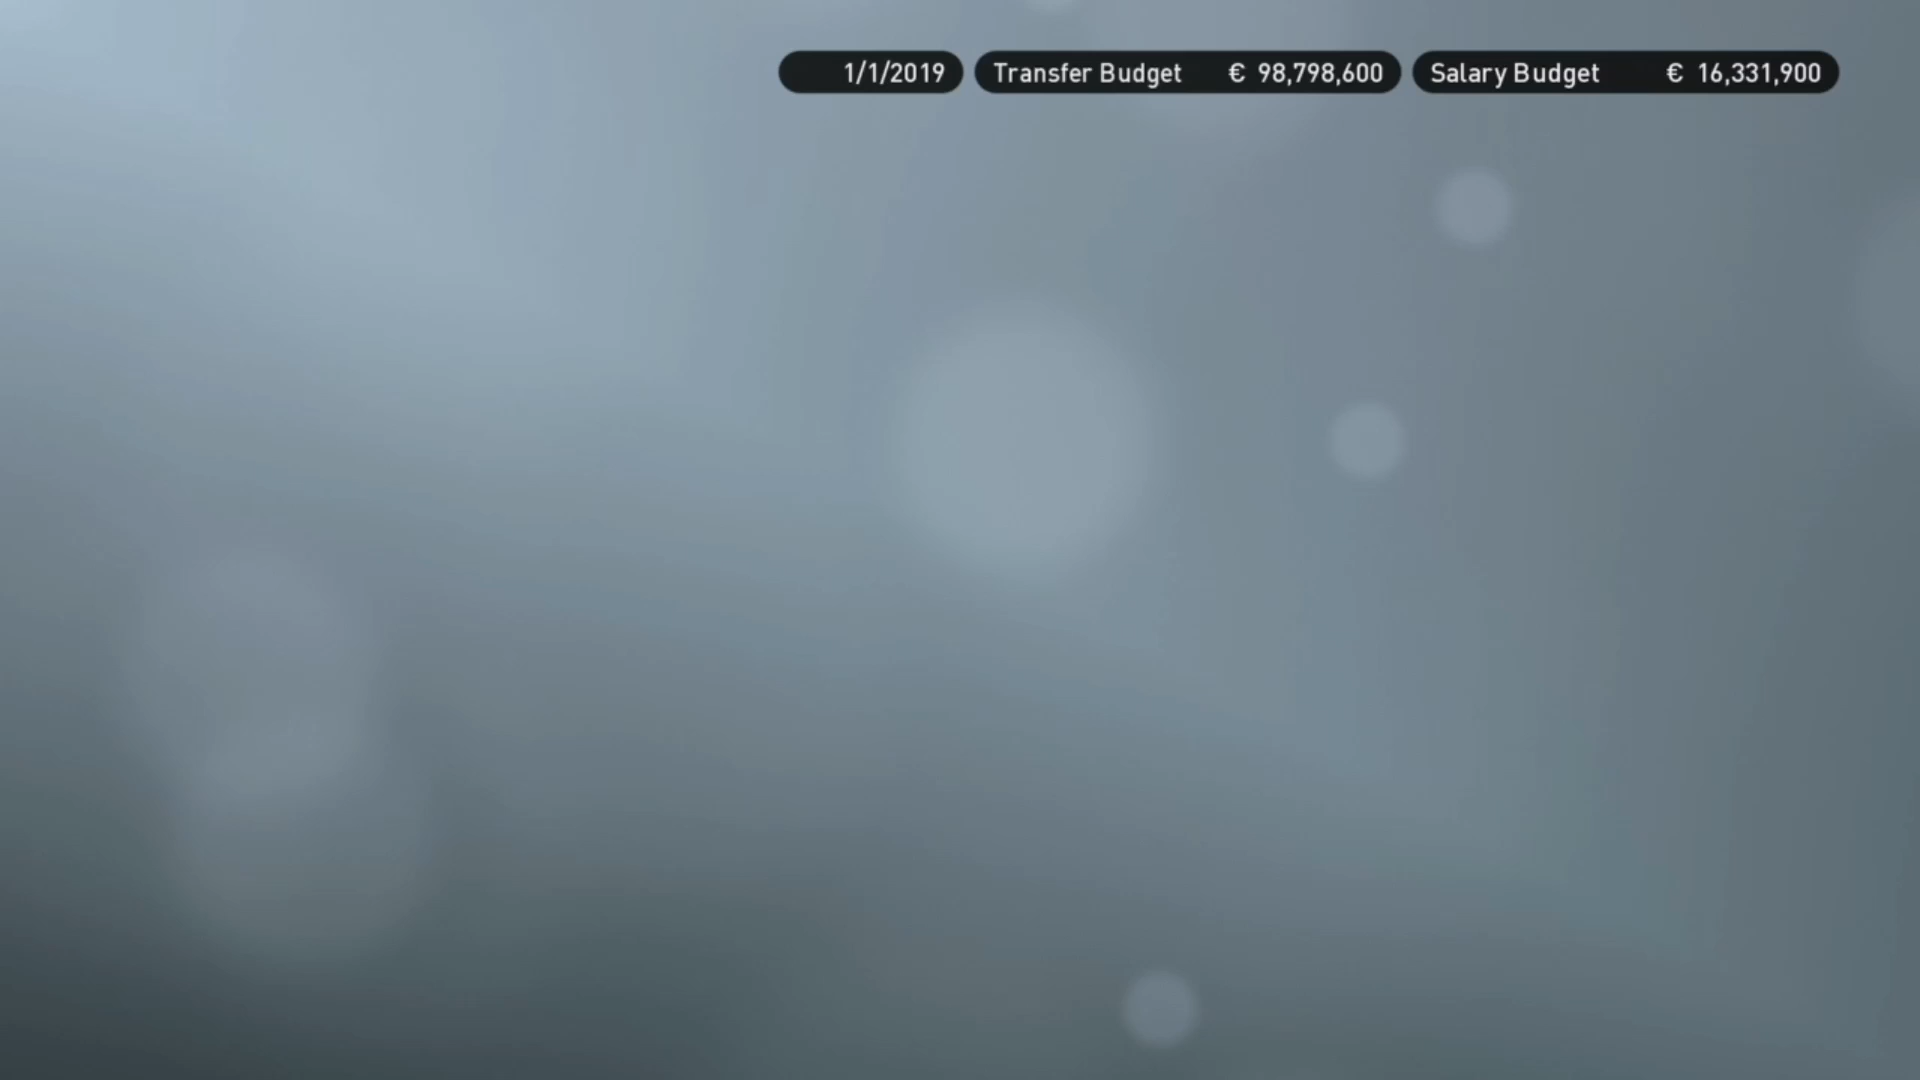 1/1/2019 Transfer Budget € 98,798,600 Salary Budget € 16,331,900